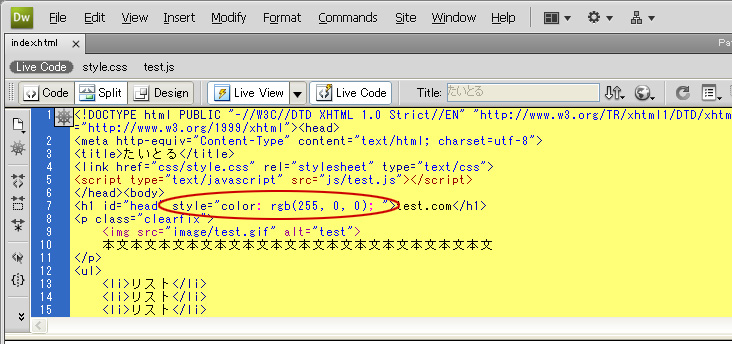 Dw File Edit View Insert Modify Format Commands Site Window Help
index.html × Pa
Live Code style.css test.js
Code Split Design Live View Live Code Title: たいとる
1 <!DOCTYPE html PUBLIC "-//W3C//DTD XHTML 1.0 Strict//EN" "http://www.w3.org/TR/xhtml1/DTD/xhtm
="http://www.w3.org/1999/xhtml"><head>
2 <meta http-equiv="Content-Type" content="text/html; charset=utf-8">
3 <title>たいとる</title>
4 <link href="css/style.css" rel="stylesheet" type="text/css">
5 <script type="text/javascript" src="js/test.js"></script>
6 </head><body>
7 <h1 id="head" style="color: rgb(255, 0, 0); ">test.com</h1>
8 <p class="clearfix">
9 <img src="image/test.gif" alt="test">
10 本文本文本文本文本文本文本文本文本文本文本文本文本文本文本文
11 </p>
12 <ul>
13 <li>リスト</li>
14 <li>リスト</li>
15 <li>リスト</li>